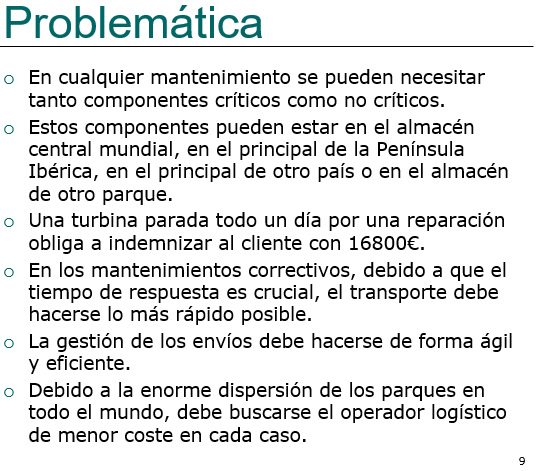 Problemática
o En cualquier mantenimiento se pueden necesitar
tanto componentes críticos como no críticos.
o Estos componentes pueden estar en el almacén
central mundial, en el principal de la Península
Ibérica, en el principal de otro país o en el almacén
de otro parque.
o Una turbina parada todo un día por una reparación
obliga a indemnizar al cliente con 16800€.
o En los mantenimientos correctivos, debido a que el
tiempo de respuesta es crucial, el transporte debe
hacerse lo más rápido posible.
o La gestión de los envíos debe hacerse de forma ágil
y eficiente.
o Debido a la enorme dispersión de los parques en
todo el mundo, debe buscarse el operador logístico
de menor coste en cada caso.
9